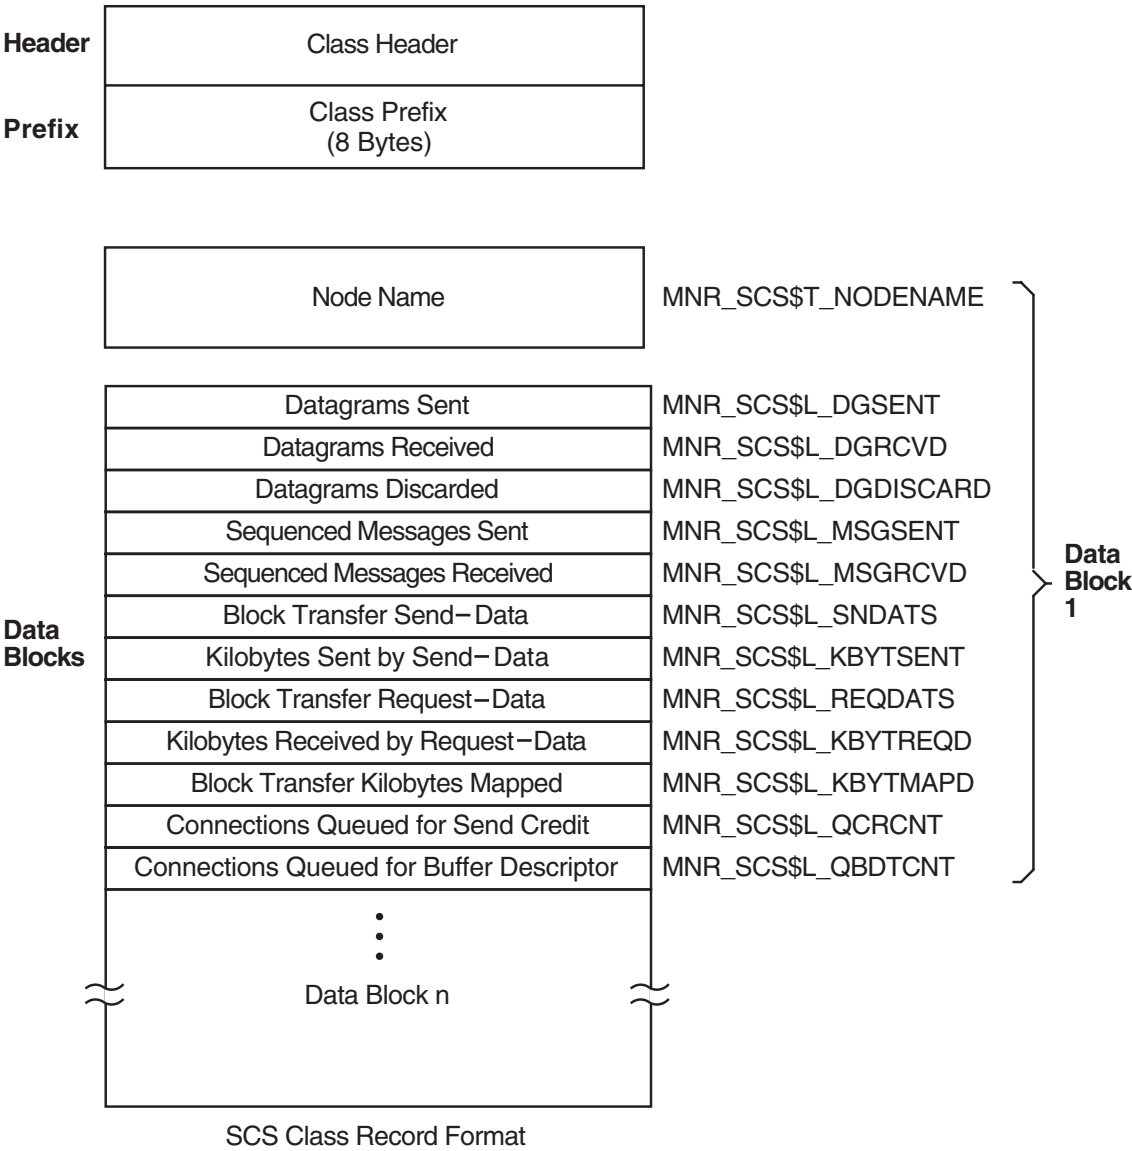 Header
Class Header
Prefix
Class Prefix
(8 Bytes)
Node Name MNR_SCS$T_NODENAME
Datagrams Sent MNR_SCS$L_DGSENT
Datagrams Received MNR_SCS$L_DGRCVD
Datagrams Discarded MNR_SCS$L_DGDISCARD
Sequenced Messages Sent MNR_SCS$L_MSGSENT
Sequenced Messages Received MNR_SCS$L_MSGRCVD
Block Transfer Send–Data MNR_SCS$L_SNDATS
Kilobytes Sent by Send–Data MNR_SCS$L_KBYTSENT
Block Transfer Request–Data MNR_SCS$L_REQDATS
Kilobytes Received by Request–Data MNR_SCS$L_KBYTREQD
Block Transfer Kilobytes Mapped MNR_SCS$L_KBYTMAPD
Connections Queued for Send Credit MNR_SCS$L_QCRCNT
Connections Queued for Buffer Descriptor MNR_SCS$L_QBDTCNT
Data
Blocks
Data
Block
1
Data Block n
SCS Class Record Format